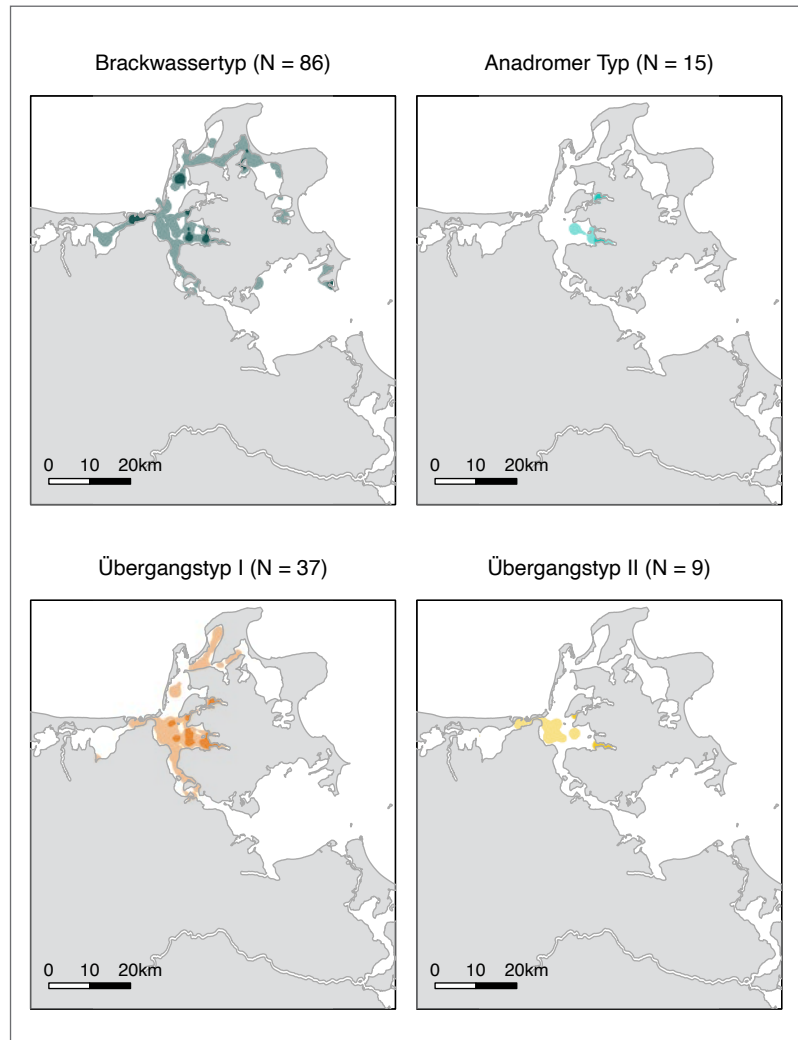 Brackwassertyp (N = 86)
Anadromer Typ (N = 15)
0 10 20km
0 10 20km
Übergangstyp I (N = 37)
Übergangstyp II (N = 9)
0 10 20km
0 10 20km